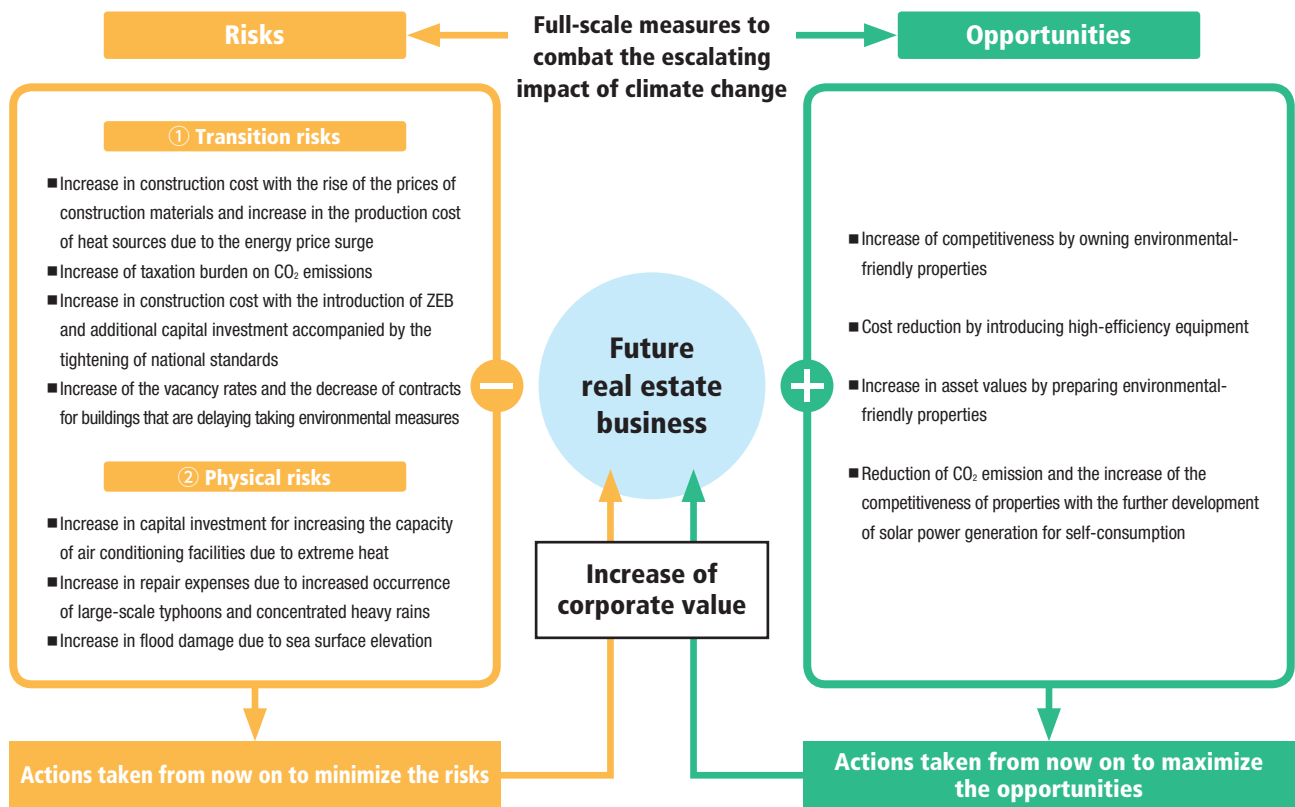 Risks
Full-scale measures to
combat the escalating
impact of climate change
Opportunities
① Transition risks
■ Increase in construction cost with the rise of the prices of
construction materials and increase in the production cost
of heat sources due to the energy price surge
■ Increase of taxation burden on CO₂ emissions
■ Increase in construction cost with the introduction of ZEB
and additional capital investment accompanied by the
tightening of national standards
■ Increase of the vacancy rates and the decrease of contracts
for buildings that are delaying taking environmental measures
② Physical risks
■ Increase in capital investment for increasing the capacity
of air conditioning facilities due to extreme heat
■ Increase in repair expenses due to increased occurrence
of large-scale typhoons and concentrated heavy rains
■ Increase in flood damage due to sea surface elevation
Actions taken from now on to minimize the risks
−
Future
real estate
business
+
Increase of
corporate value
■ Increase of competitiveness by owning environmental-
friendly properties
■ Cost reduction by introducing high-efficiency equipment
■ Increase in asset values by preparing environmental-
friendly properties
■ Reduction of CO₂ emission and the increase of the
competitiveness of properties with the further development
of solar power generation for self-consumption
Actions taken from now on to maximize
the opportunities